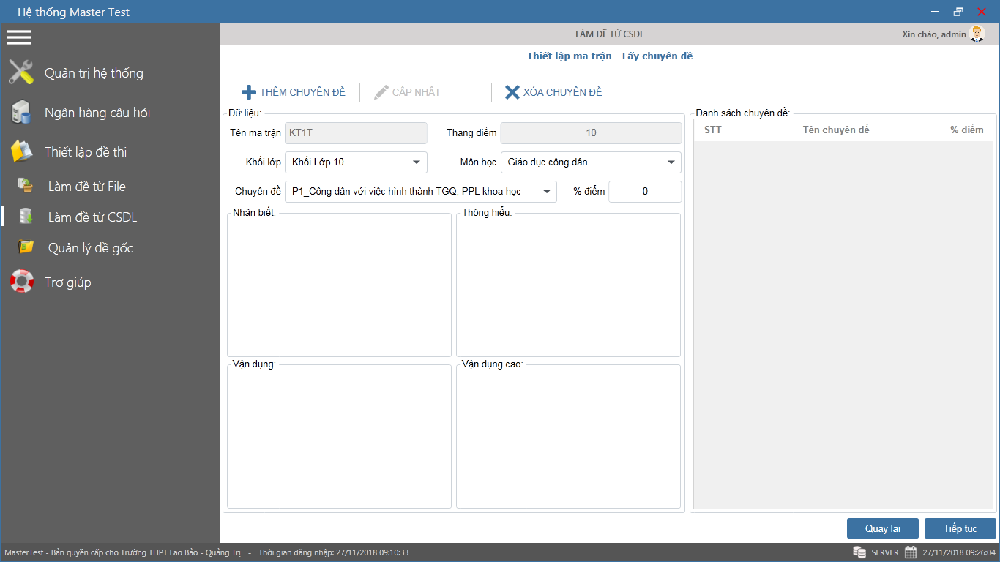 Hệ thống Master Test
LÀM ĐỀ TỪ CSDL
Xin chào, admin
Thiết lập ma trận - Lấy chuyên đề
Quản trị hệ thống
Ngân hàng câu hỏi
Thiết lập đề thi
Làm đề từ File
Làm đề từ CSDL
Quản lý đề gốc
Trợ giúp
THÊM CHUYÊN ĐỀ
CẬP NHẬT
XÓA CHUYÊN ĐỀ
Dữ liệu:
Tên ma trận KT1T Thang điểm 10
Khối lớp Khối Lớp 10 Môn học Giáo dục công dân
Chuyên đề P1_Công dân với việc hình thành TGQ, PPL khoa học % điểm 0
Nhận biết: Thông hiểu:
Vận dụng: Vận dụng cao:
Danh sách chuyên đề:
STT Tên chuyên đề % điểm
Quay lại Tiếp tục
MasterTest - Bản quyền cấp cho Trường THPT Lao Bảo - Quảng Trị - Thời gian đăng nhập: 27/11/2018 09:10:33 SERVER 27/11/2018 09:26:04